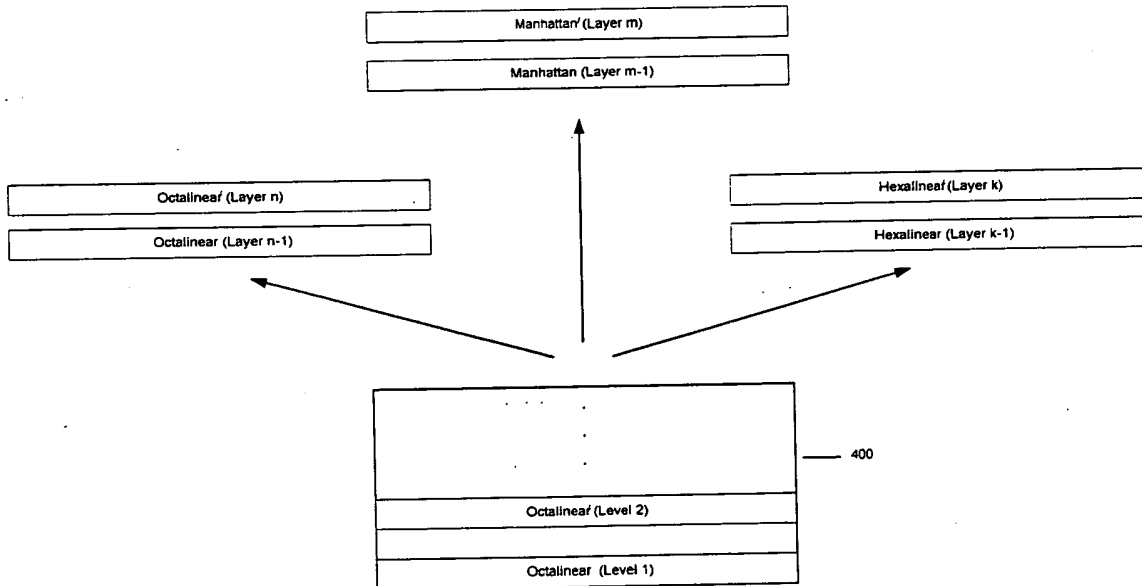 Manhattan' (Layer m)
Manhattan (Layer m-1)
Octalinear' (Layer n)
Octalinear (Layer n-1)
Hexalinear' (Layer k)
Hexalinear (Layer k-1)
400
Octalinear' (Level 2)
Octalinear (Level 1)